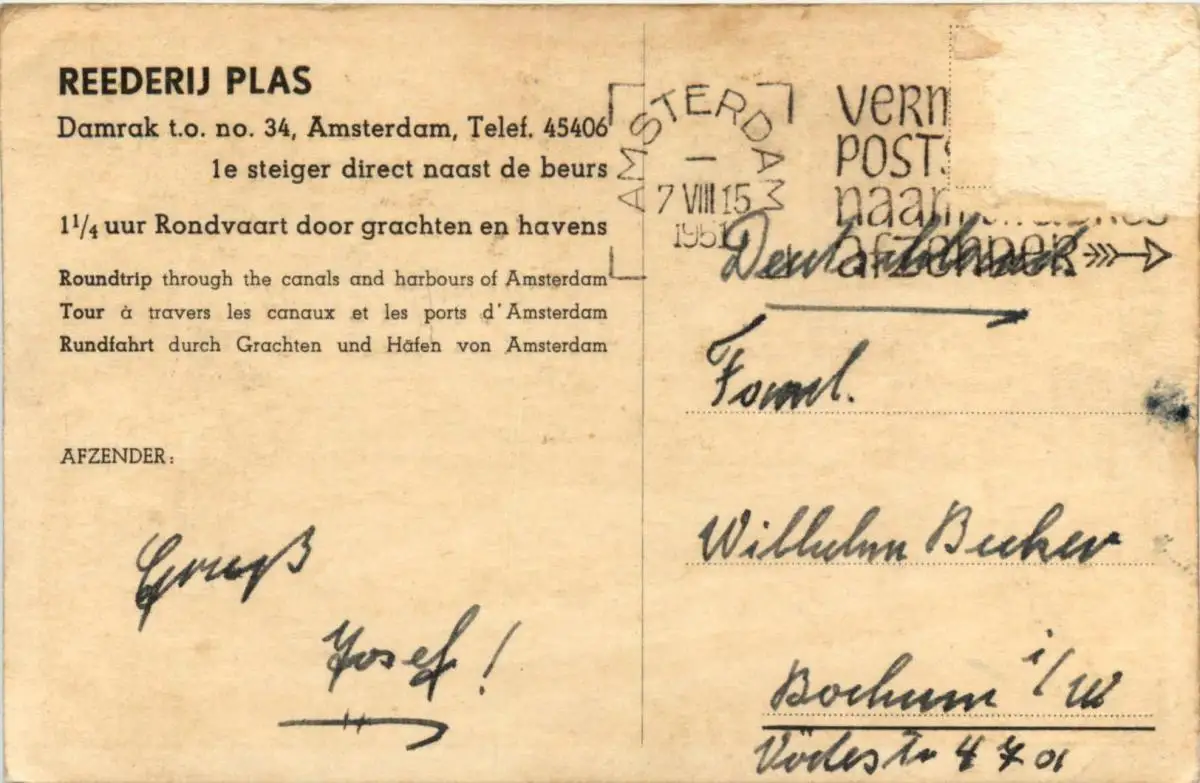 REEDERIJ PLAS
Damrak t.o. no. 34, Amsterdam, Telef. 45406
1e steiger direct naast de beurs
1¼ uur Rondvaart door grachten en havens
Roundtrip through the canals and harbours of Amsterdam
Tour à travers les canaux et les ports d'Amsterdam
Rundfahrt durch Grachten und Häfen von Amsterdam
AFZENDER:
Gruß
Josef!
AMSTERDAM
7 VIII 15
1951
POSTS
naam
afzender
Deutschland
Faml.
Wilhelm Becker
Bochum i/W
Vödestr 47a